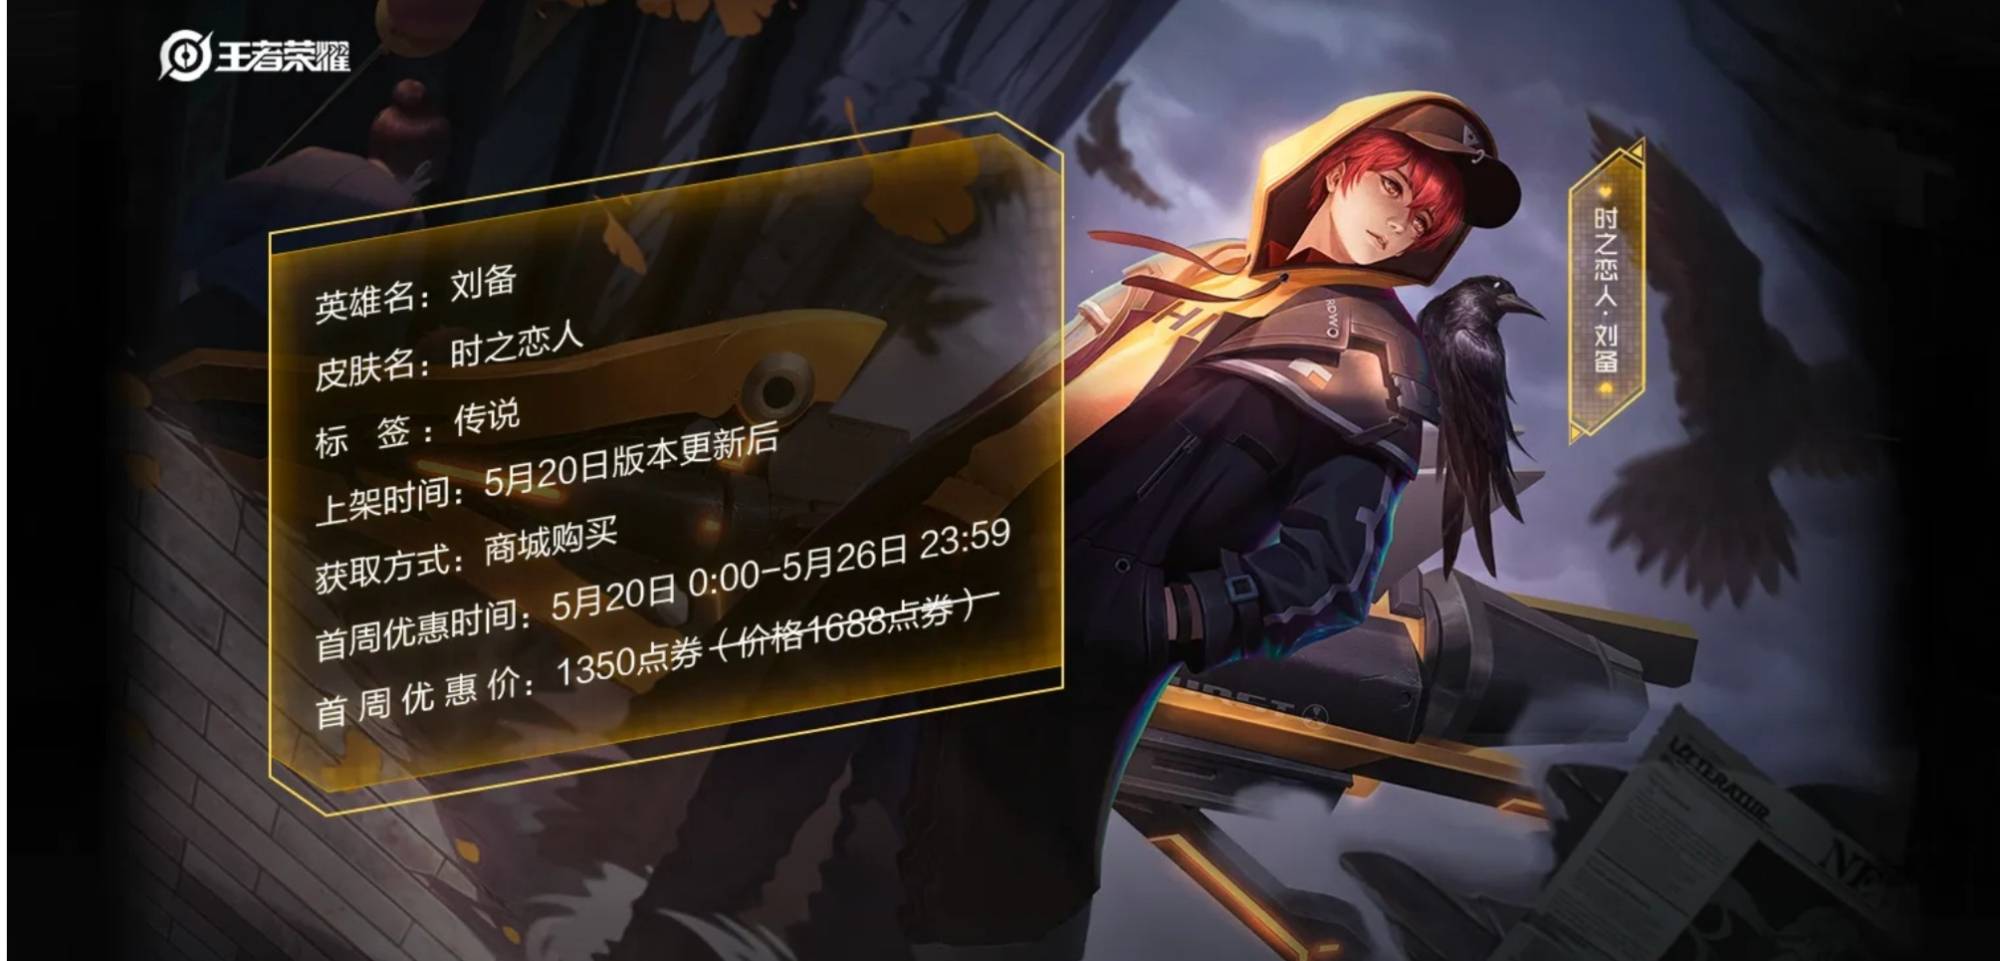 王者荣耀
英雄名：刘备
皮肤名：时之恋人
标 签：传说
上架时间：5月20日版本更新后
获取方式：商城购买
首周优惠时间：5月20日 0:00-5月26日 23:59
首周优惠价：1350点券（价格1688点券）
时之恋人·刘备
RDWO